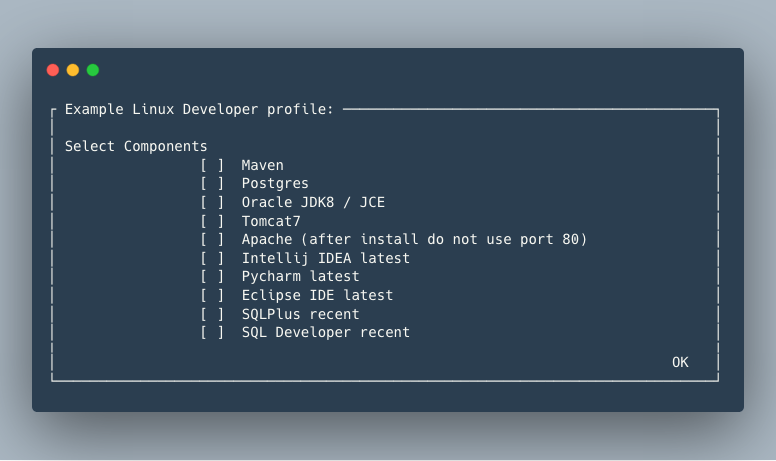 Example Linux Developer profile:
Select Components
[ ] Maven
[ ] Postgres
[ ] Oracle JDK8 / JCE
[ ] Tomcat7
[ ] Apache (after install do not use port 80)
[ ] Intellij IDEA latest
[ ] Pycharm latest
[ ] Eclipse IDE latest
[ ] SQLPlus recent
[ ] SQL Developer recent
OK